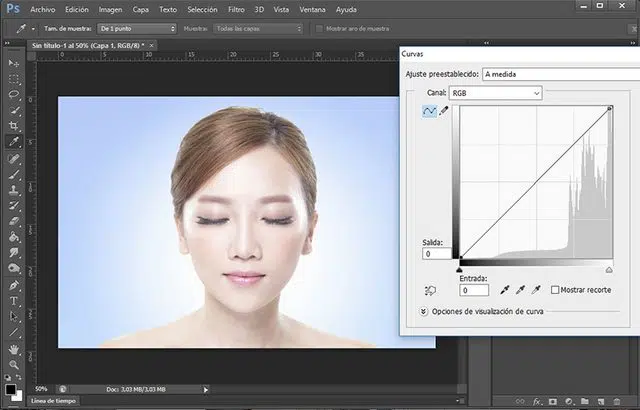 Ps Archivo Edición Imagen Capa Texto Selección Filtro 3D Vista Ventana Ayuda
Tam. de muestra: De 1 punto Muestra: Todas las capas Mostrar aro de muestra
Sin título-1 al 50% (Capa 1, RGB/8) * ×
Curvas
Ajuste preestablecido: A medida
Canal: RGB
Salida:
0
Entrada:
0
Mostrar recorte
Opciones de visualización de curva
50% Doc: 3,03 MB/3,03 MB
Línea de tiempo